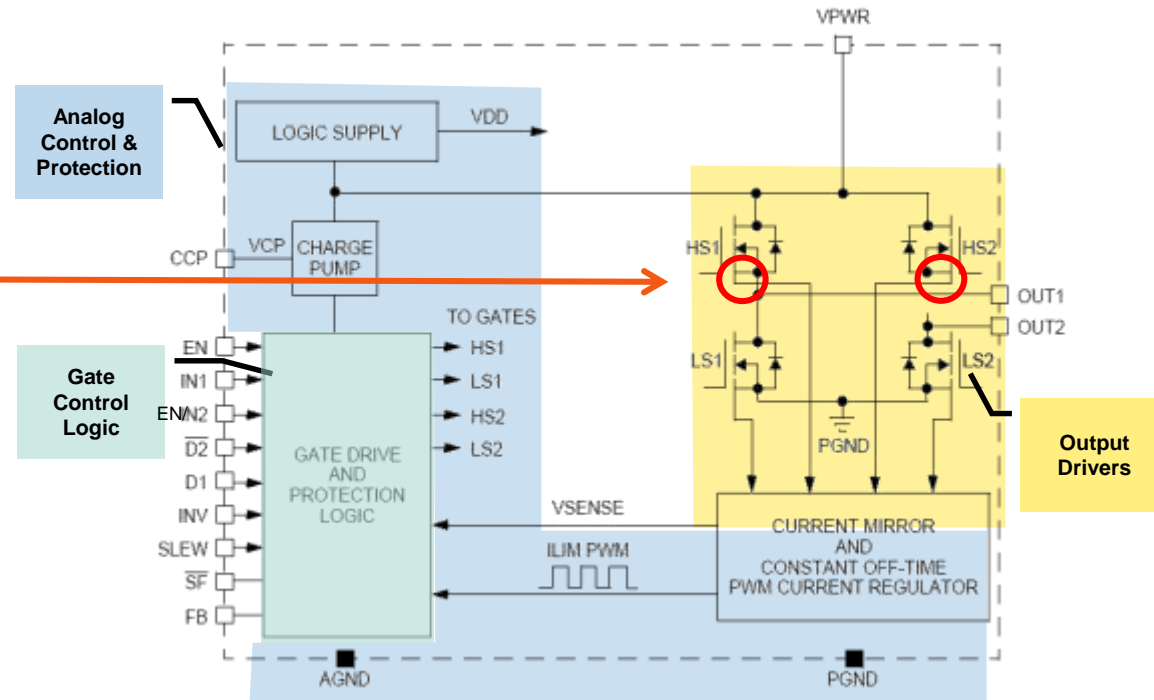 VPWR
Analog
Control &
Protection
LOGIC SUPPLY
VDD
CCP
VCP
CHARGE
PUMP
HS1
HS2
OUT1
OUT2
TO GATES
EN
HS1
IN1
LS1
EN/N2
HS2
D2
LS2
D1
INV
SLEW
SF
FB
Gate
Control
Logic
GATE DRIVE
AND
PROTECTION
LOGIC
LS1
LS2
PGND
Output
Drivers
VSENSE
ILIM PWM
CURRENT MIRROR
AND
CONSTANT OFF-TIME
PWM CURRENT REGULATOR
AGND
PGND